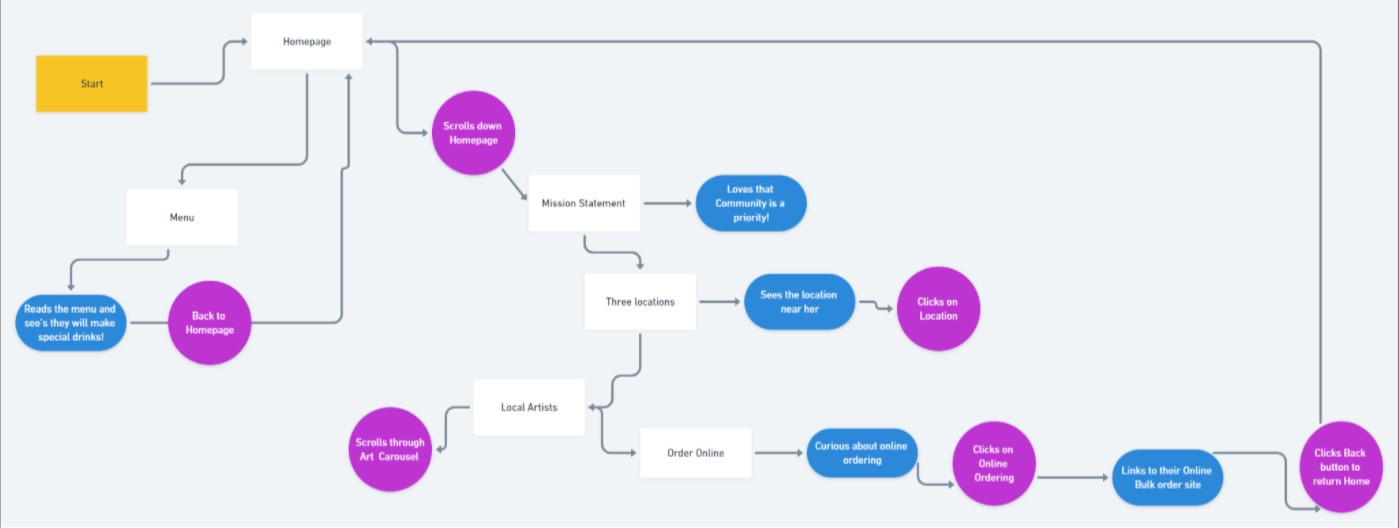 Homepage
Start
Scrolls down
Homepage
Menu
Mission Statement
Loves that
Community is a
priority!
Reads the menu and
see's they will make
special drinks!
Back to
Homepage
Three locations
Sees the location
near her
Clicks on
Location
Local Artists
Scrolls through
Art Carousel
Order Online
Curious about online
ordering
Clicks on
Online
Ordering
Links to their Online
Bulk order site
Clicks Back
button to
return Home